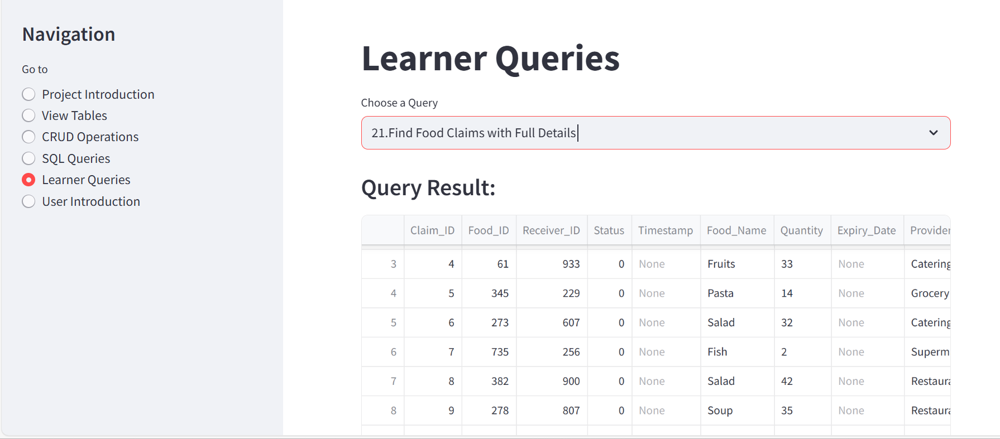 Navigation
Go to
Project Introduction
View Tables
CRUD Operations
SQL Queries
Learner Queries
User Introduction
Learner Queries
Choose a Query
21.Find Food Claims with Full Details
Query Result:
Claim_ID Food_ID Receiver_ID Status Timestamp Food_Name Quantity Expiry_Date Provider
3 4 61 933 0 None Fruits 33 None Catering
4 5 345 229 0 None Pasta 14 None Grocery
5 6 273 607 0 None Salad 32 None Catering
6 7 735 256 0 None Fish 2 None Superm
7 8 382 900 0 None Salad 42 None Restaura
8 9 278 807 0 None Soup 35 None Restaura